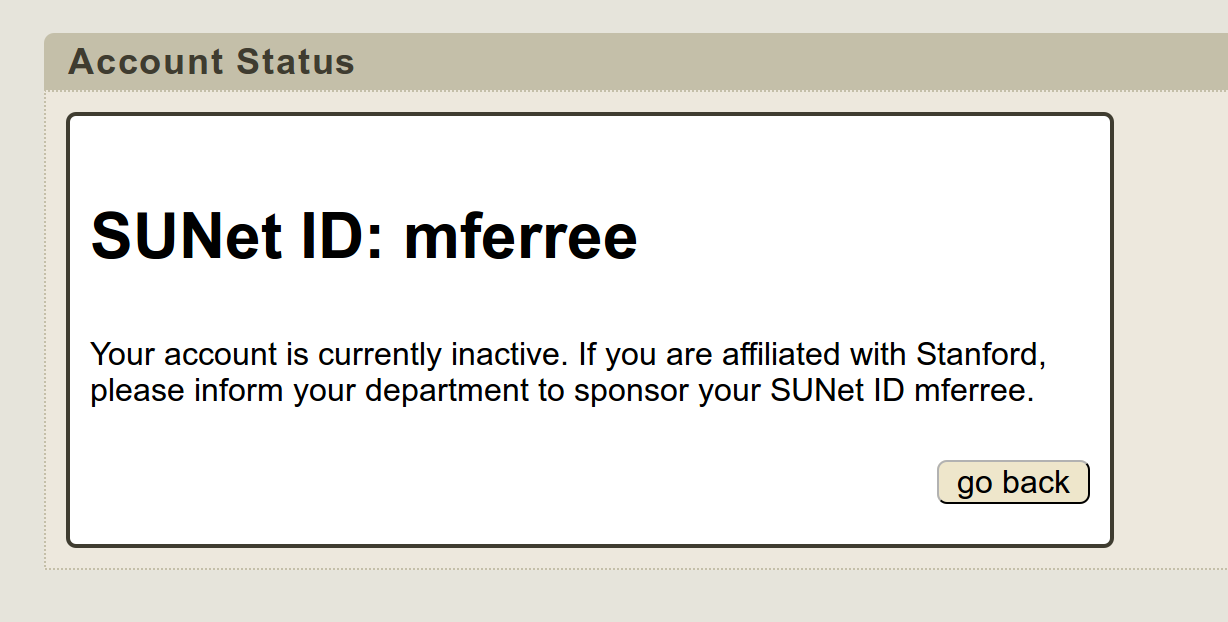 Account Status
SUNet ID: mferree
Your account is currently inactive. If you are affiliated with Stanford,
please inform your department to sponsor your SUNet ID mferree.
go back